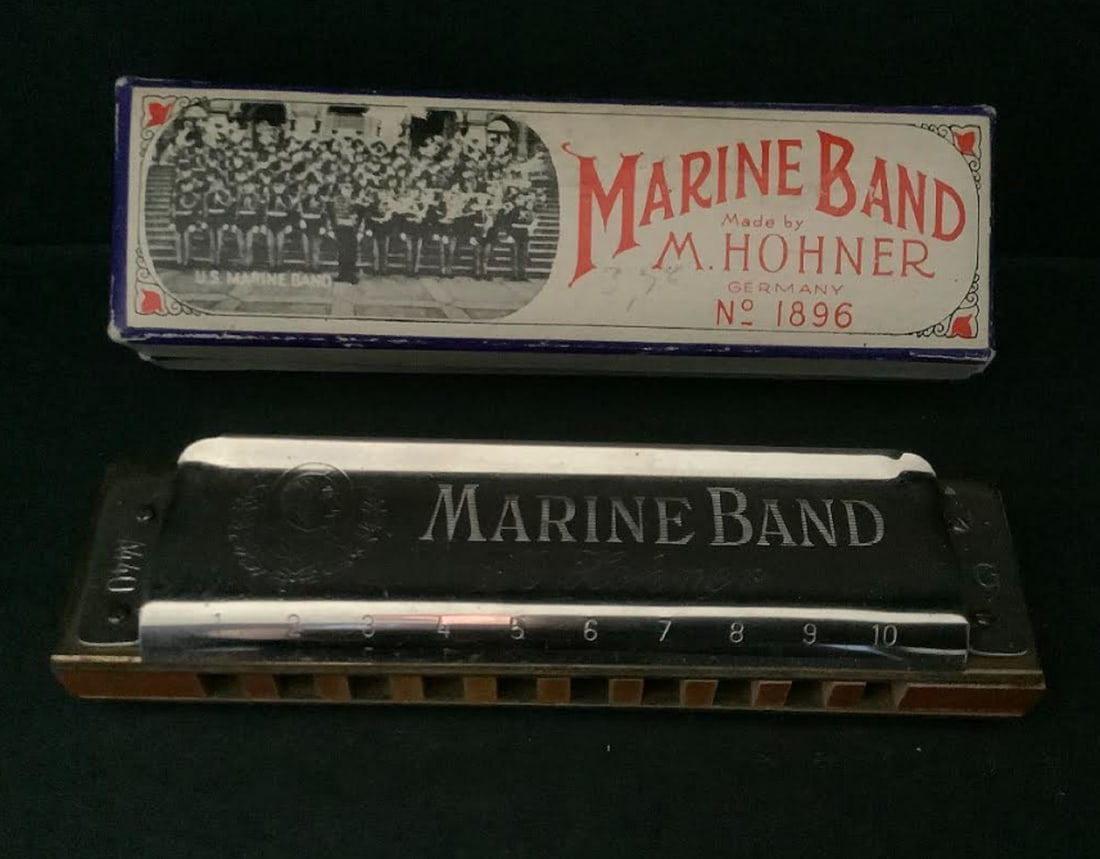 U.S. MARINE BAND
MARINE BAND
Made by
M. HOHNER
GERMANY
Nº 1896
MARINE BAND
G
1 2 3 4 5 6 7 8 9 10